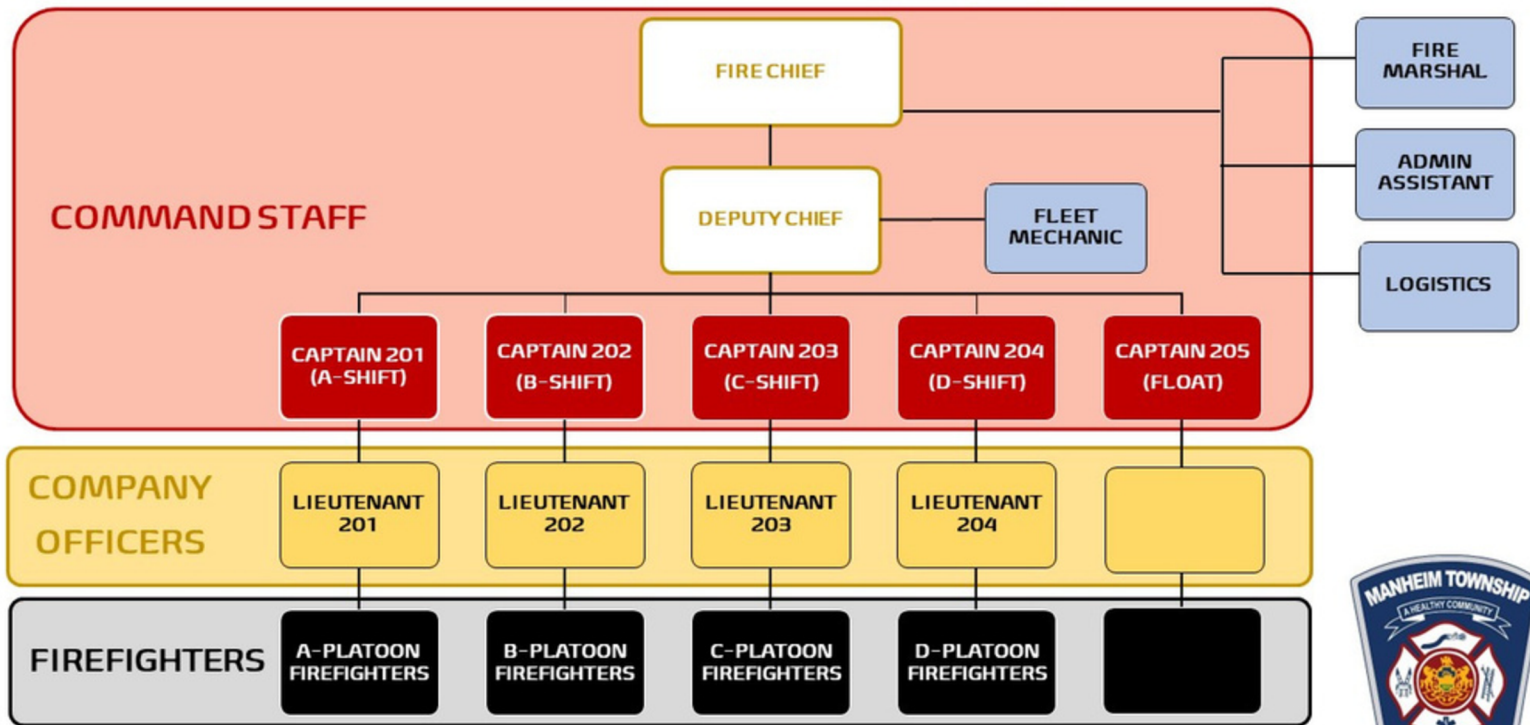 FIRE CHIEF
FIRE
MARSHAL
ADMIN
ASSISTANT
LOGISTICS
COMMAND STAFF
DEPUTY CHIEF
FLEET
MECHANIC
CAPTAIN 201
(A-SHIFT)
CAPTAIN 202
(B-SHIFT)
CAPTAIN 203
(C-SHIFT)
CAPTAIN 204
(D-SHIFT)
CAPTAIN 205
(FLOAT)
COMPANY
OFFICERS
LIEUTENANT
201
LIEUTENANT
202
LIEUTENANT
203
LIEUTENANT
204
FIREFIGHTERS
A-PLATOON
FIREFIGHTERS
B-PLATOON
FIREFIGHTERS
C-PLATOON
FIREFIGHTERS
D-PLATOON
FIREFIGHTERS
MANHEIM TOWNSHIP
A HEALTHY COMMUNITY